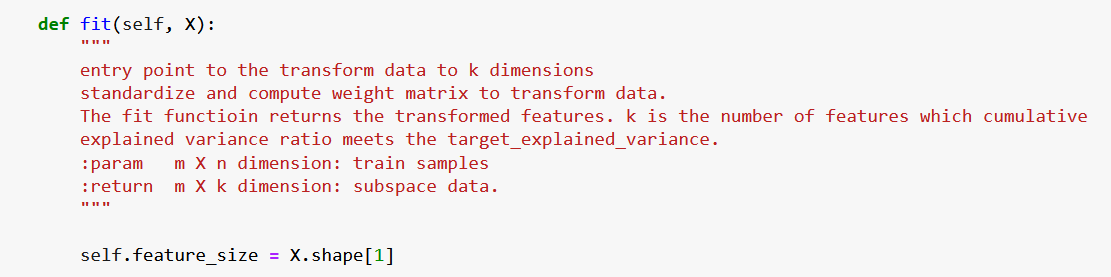 def fit(self, X):
"""
entry point to the transform data to k dimensions
standardize and compute weight matrix to transform data.
The fit functioin returns the transformed features. k is the number of features which cumulative
explained variance ratio meets the target_explained_variance.
:param   m X n dimension: train samples
:return  m X k dimension: subspace data.
"""
self.feature_size = X.shape[1]